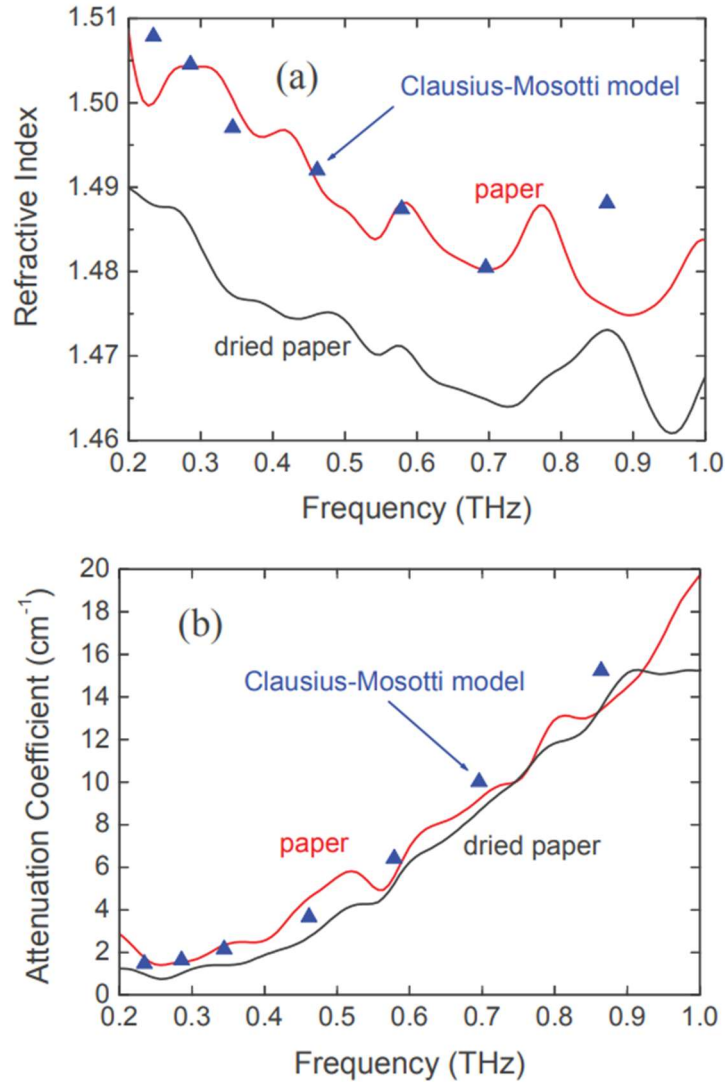 1.51
1.50
1.49
1.48
1.47
1.46
Refractive Index
(a)
Clausius-Mosotti model
paper
dried paper
0.2 0.3 0.4 0.5 0.6 0.7 0.8 0.9 1.0
Frequency (THz)
20
18
16
14
12
10
8
6
4
2
0
Attenuation Coefficient (cm⁻¹)
(b)
Clausius-Mosotti model
paper
dried paper
0.2 0.3 0.4 0.5 0.6 0.7 0.8 0.9 1.0
Frequency (THz)